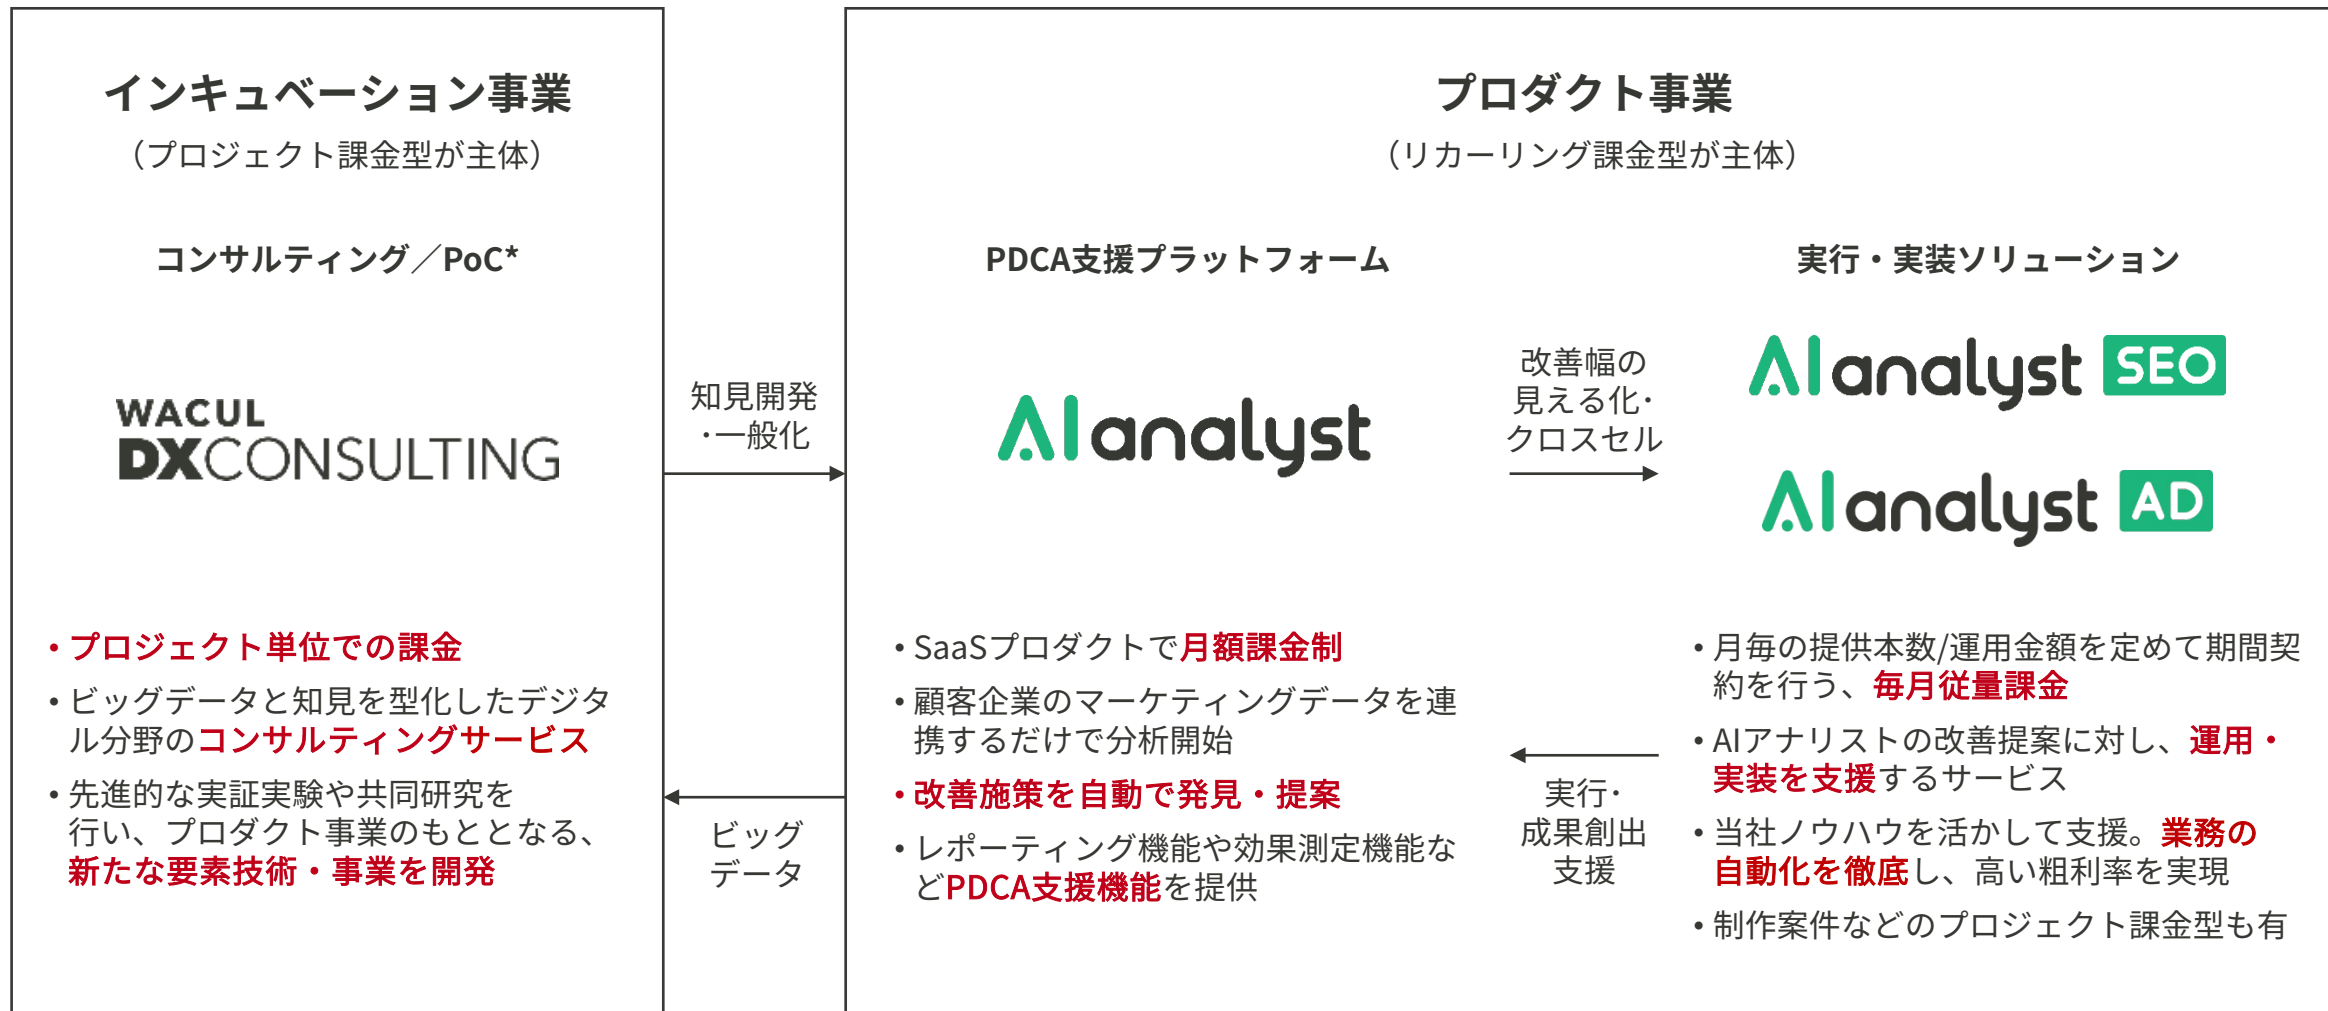 インキュベーション事業
（プロジェクト課金型が主体）
コンサルティング／PoC*
WACUL
DXCONSULTING
・プロジェクト単位での課金
・ビッグデータと知見を型化したデジタ
ル分野のコンサルティングサービス
・先進的な実証実験や共同研究を
行い、プロダクト事業のもととなる、
新たな要素技術・事業を開発
知見開発
・一般化
ビッグ
データ
プロダクト事業
（リカーリング課金型が主体）
PDCA支援プラットフォーム
AI analyst
・SaaSプロダクトで月額課金制
・顧客企業のマーケティングデータを連
携するだけで分析開始
・改善施策を自動で発見・提案
・レポーティング機能や効果測定機能な
どPDCA支援機能を提供
改善幅の
見える化・
クロスセル
実行・
成果創出
支援
実行・実装ソリューション
AI analyst SEO
AI analyst AD
・月毎の提供本数/運用金額を定めて期間契
約を行う、毎月従量課金
・AIアナリストの改善提案に対し、運用・
実装を支援するサービス
・当社ノウハウを活かして支援。業務の
自動化を徹底し、高い粗利率を実現
・制作案件などのプロジェクト課金型も有